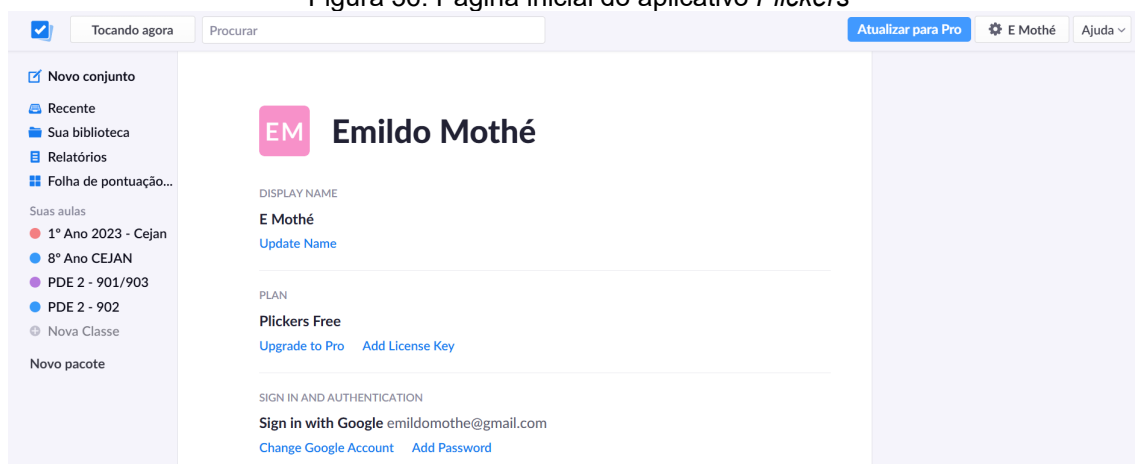 Figura 30. Página inicial do aplicativo Plickers
Tocando agora
Procurar
Atualizar para Pro
E Mothé
Ajuda
Novo conjunto
Recente
Sua biblioteca
Relatórios
Folha de pontuação...
Suas aulas
1º Ano 2023 - Cejan
8º Ano CEJAN
PDE 2 - 901/903
PDE 2 - 902
Nova Classe
Novo pacote
EM Emildo Mothé
DISPLAY NAME
E Mothé
Update Name
PLAN
Plickers Free
Upgrade to Pro Add License Key
SIGN IN AND AUTHENTICATION
Sign in with Google emildomothe@gmail.com
Change Google Account Add Password